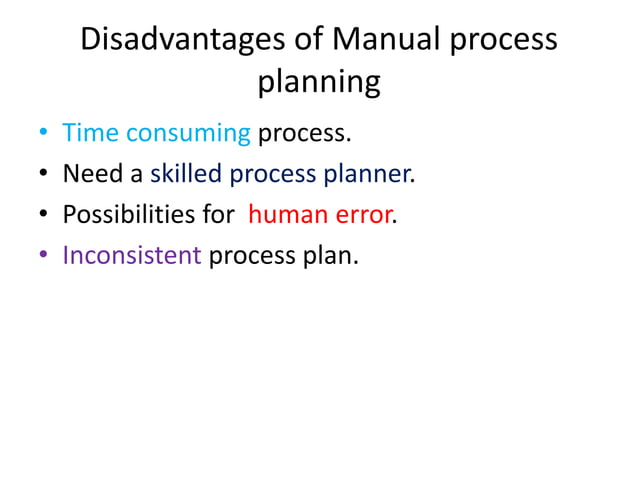 Disadvantages of Manual process
planning
• Time consuming process.
• Need a skilled process planner.
• Possibilities for  human error.
• Inconsistent process plan.